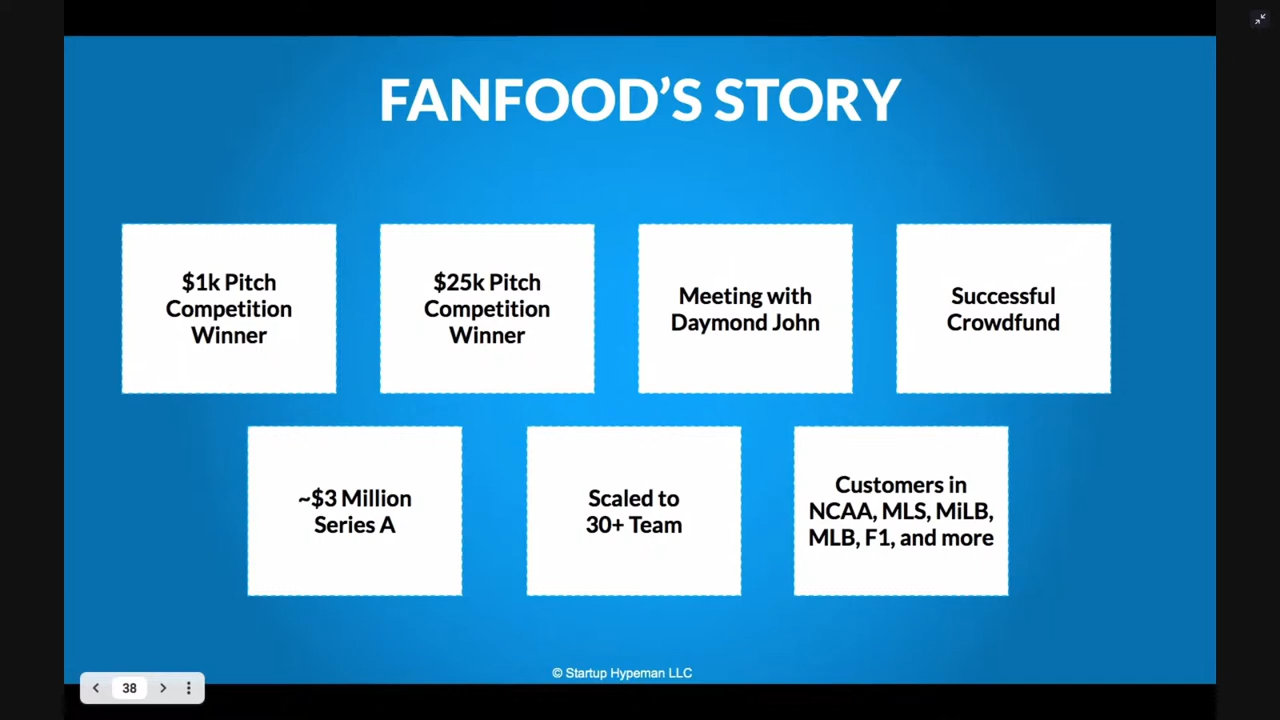 FANFOOD'S STORY
$1k Pitch
Competition
Winner
$25k Pitch
Competition
Winner
Meeting with
Daymond John
Successful
Crowdfund
~$3 Million
Series A
Scaled to
30+ Team
Customers in
NCAA, MLS, MiLB,
MLB, F1, and more
© Startup Hypeman LLC
38